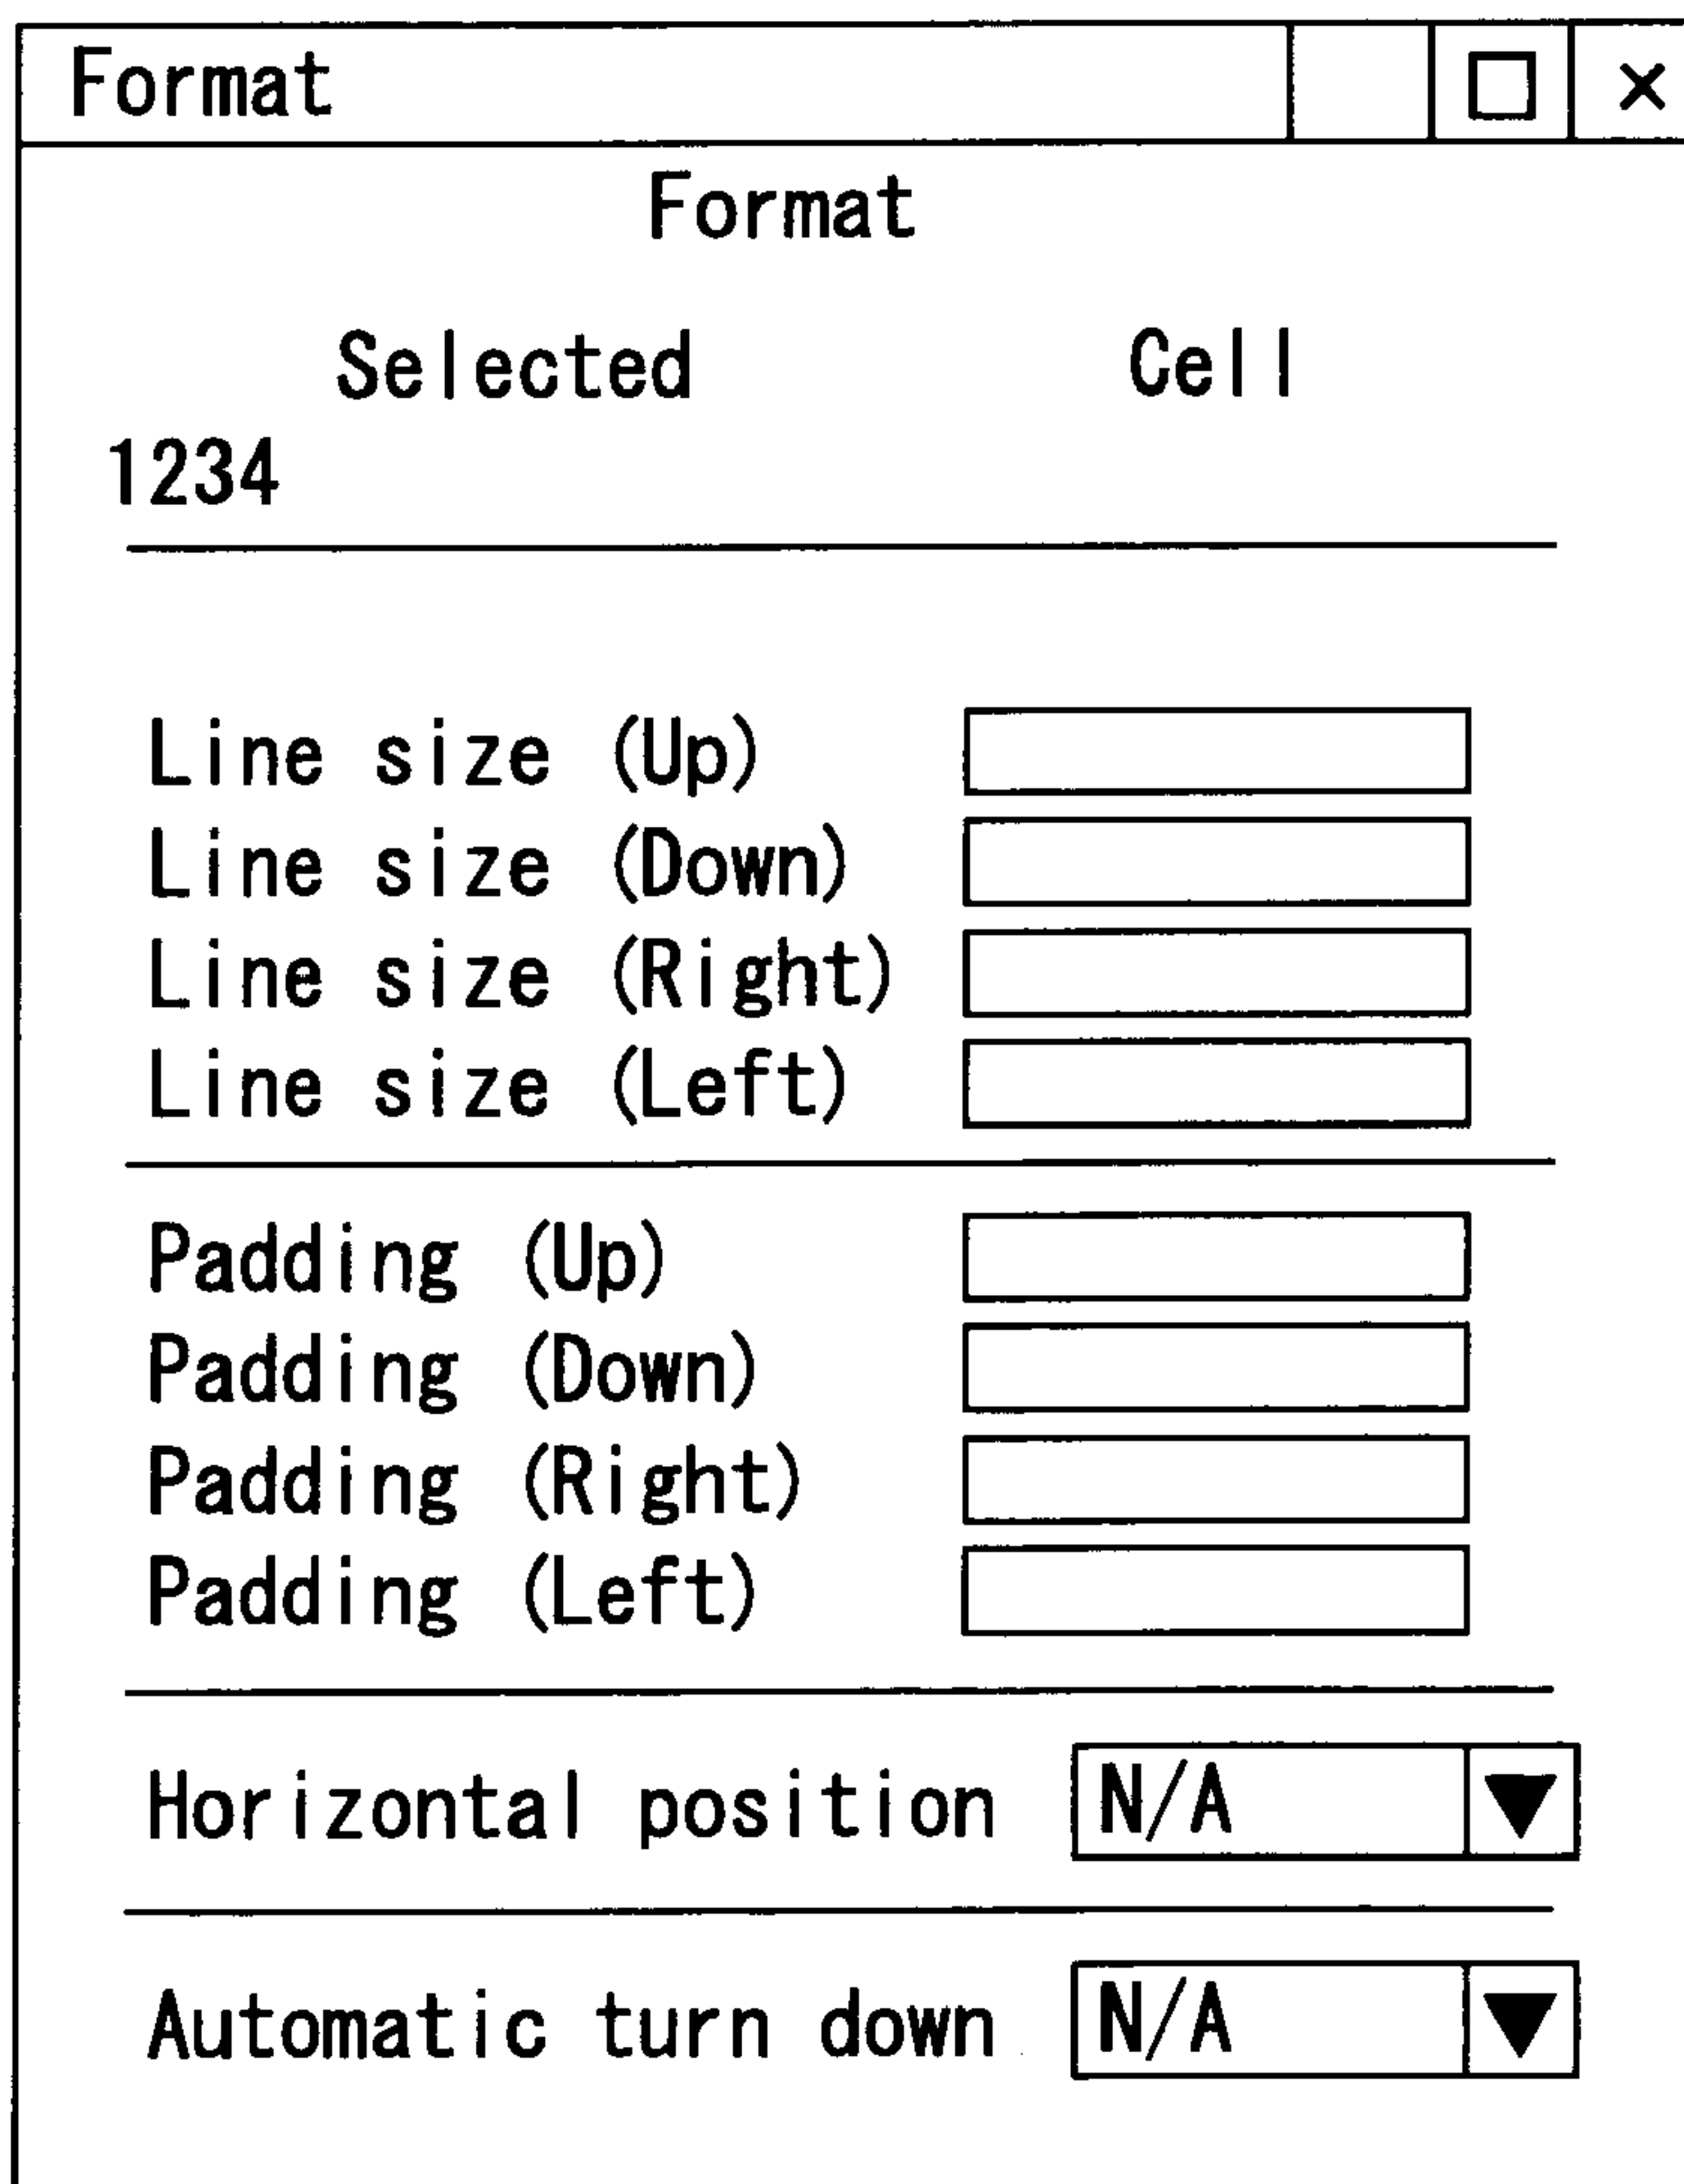 Format ×
Format
Selected Cell
1234
Line size (Up)
Line size (Down)
Line size (Right)
Line size (Left)
Padding (Up)
Padding (Down)
Padding (Right)
Padding (Left)
Horizontal position N/A ▼
Automatic turn down N/A ▼